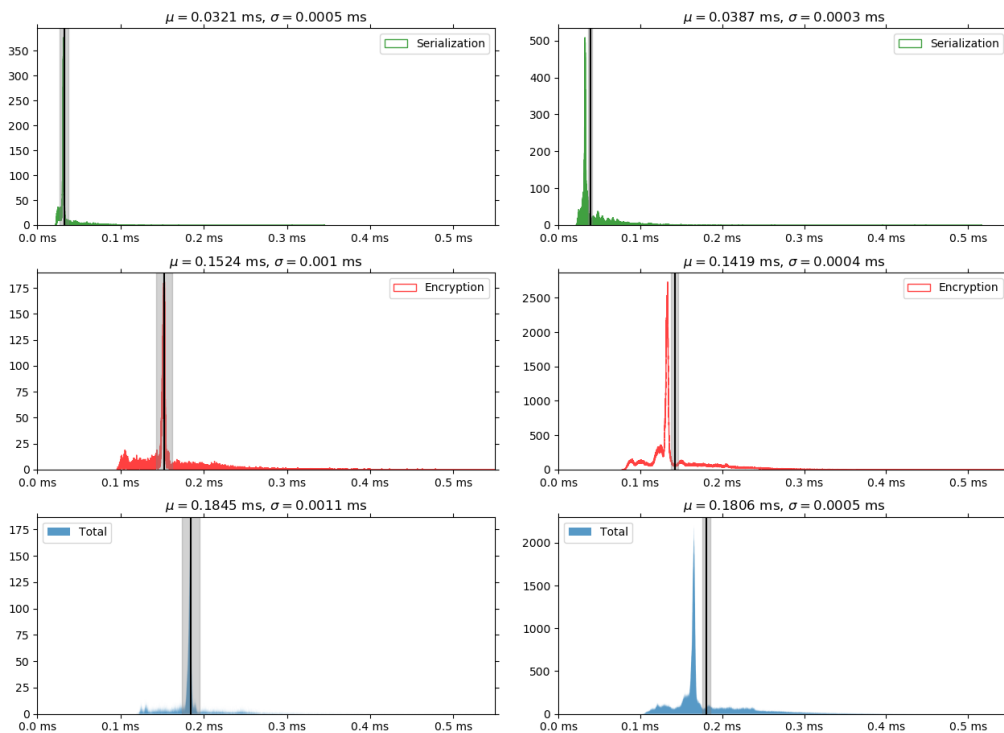 μ = 0.0321 ms, σ = 0.0005 ms
Serialization
350
300
250
200
150
100
50
0
0.0 ms 0.1 ms 0.2 ms 0.3 ms 0.4 ms 0.5 ms
μ = 0.0387 ms, σ = 0.0003 ms
Serialization
500
400
300
200
100
0
0.0 ms 0.1 ms 0.2 ms 0.3 ms 0.4 ms 0.5 ms
μ = 0.1524 ms, σ = 0.001 ms
Encryption
175
150
125
100
75
50
25
0
0.0 ms 0.1 ms 0.2 ms 0.3 ms 0.4 ms 0.5 ms
μ = 0.1419 ms, σ = 0.0004 ms
Encryption
2500
2000
1500
1000
500
0
0.0 ms 0.1 ms 0.2 ms 0.3 ms 0.4 ms 0.5 ms
μ = 0.1845 ms, σ = 0.0011 ms
Total
175
150
125
100
75
50
25
0
0.0 ms 0.1 ms 0.2 ms 0.3 ms 0.4 ms 0.5 ms
μ = 0.1806 ms, σ = 0.0005 ms
Total
2000
1500
1000
500
0
0.0 ms 0.1 ms 0.2 ms 0.3 ms 0.4 ms 0.5 ms